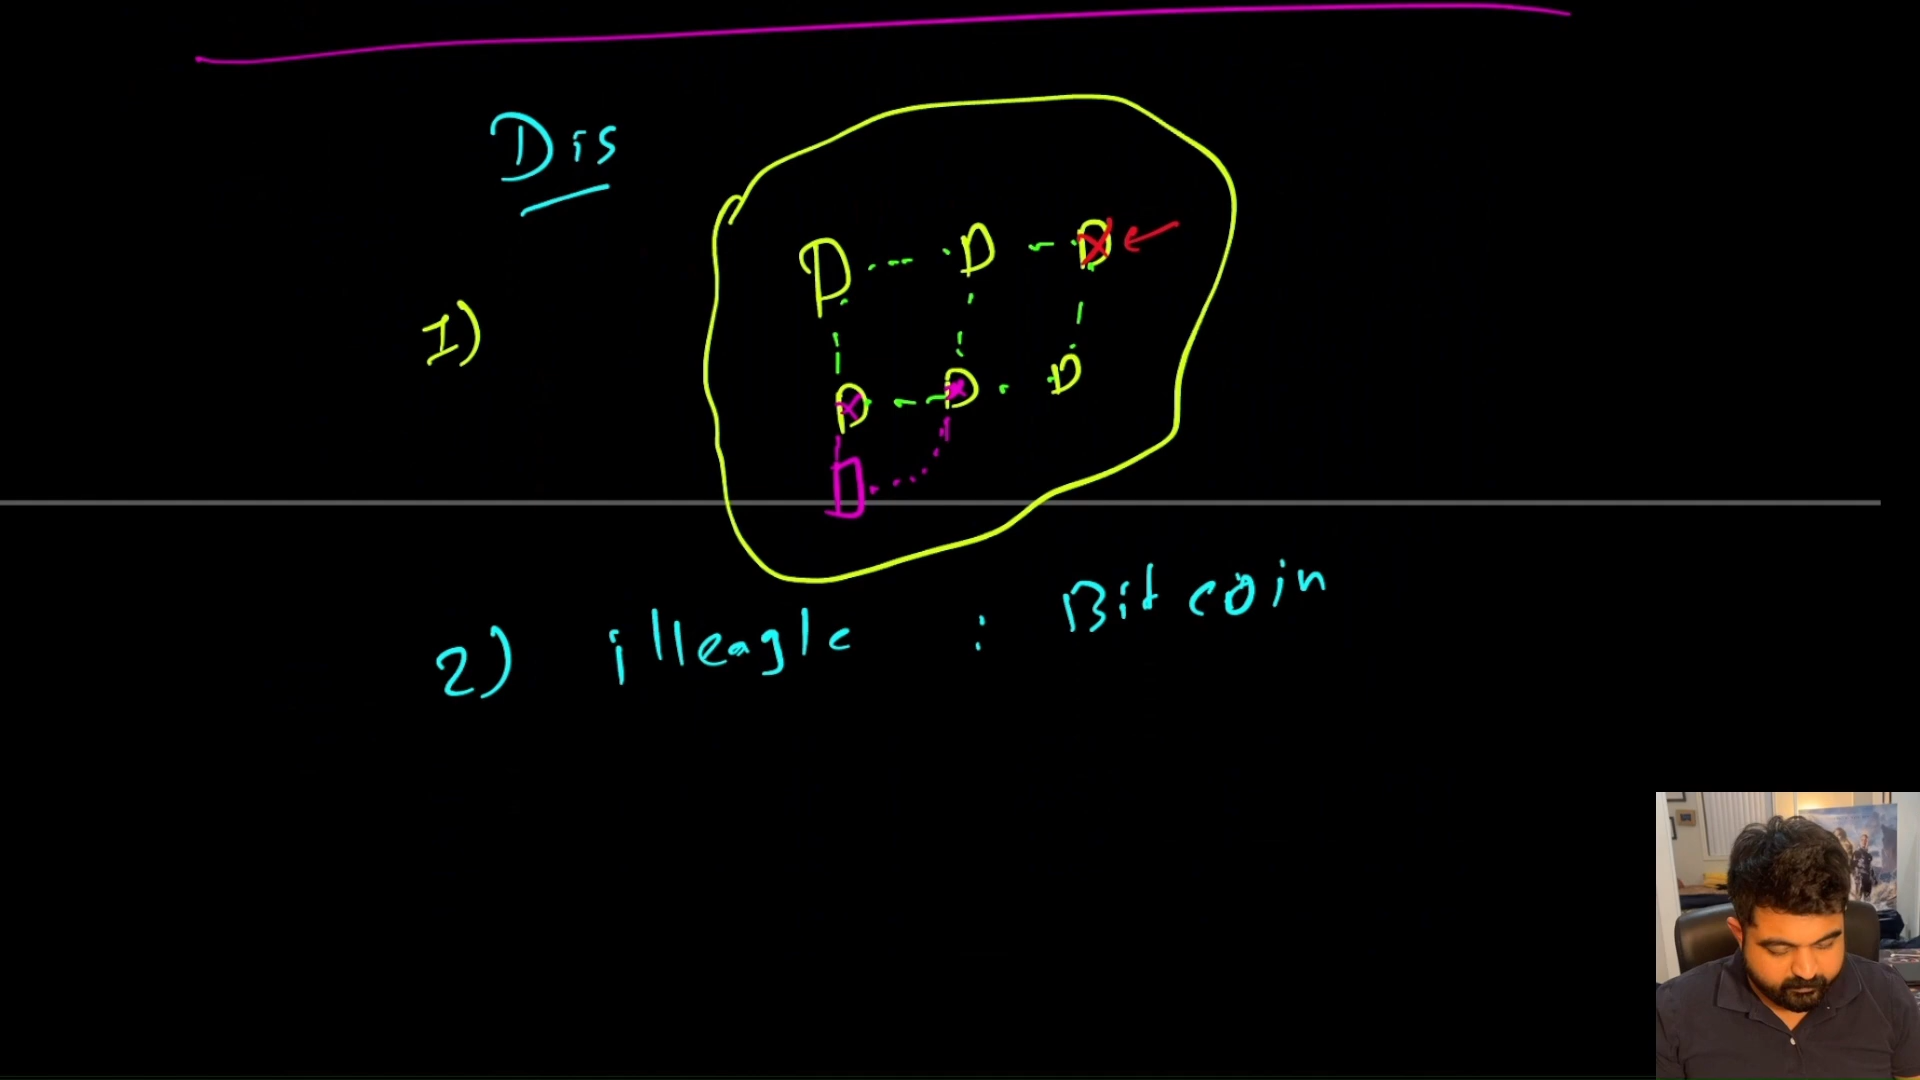 Dis
D D D
1)
D D D
D
2) illeagle : Bitcoin